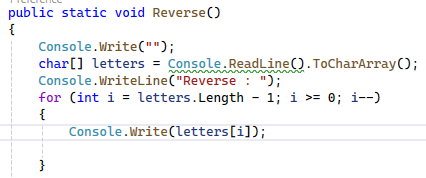 public static void Reverse()
{
Console.Write("");
char[] letters = Console.ReadLine().ToCharArray();
Console.WriteLine("Reverse : ");
for (int i = letters.Length - 1; i >= 0; i--)
{
Console.Write(letters[i]);
}